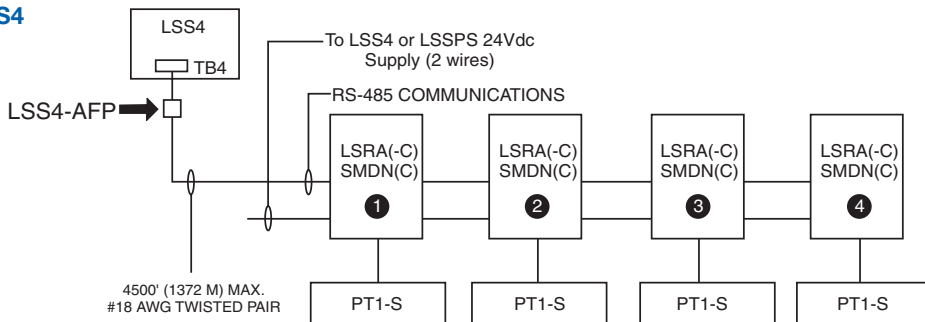 S4
LSS4
TB4
LSS4-AFP
To LSS4 or LSSPS 24Vdc
Supply (2 wires)
RS-485 COMMUNICATIONS
LSRA(-C)
SMDN(C)
1
LSRA(-C)
SMDN(C)
2
LSRA(-C)
SMDN(C)
3
LSRA(-C)
SMDN(C)
4
4500' (1372 M) MAX.
#18 AWG TWISTED PAIR
PT1-S
PT1-S
PT1-S
PT1-S